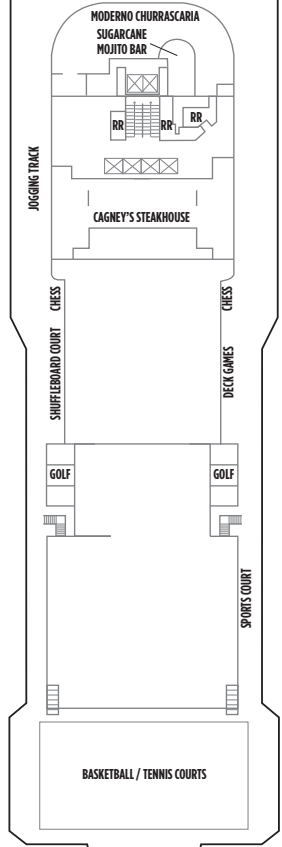 MODERNO CHURRASCARIA
SUGARCANE
MOJITO BAR
RR
RR
RR
JOGGING TRACK
CAGNEY'S STEAKHOUSE
CHESS
CHESS
SHUFFLEBOARD COURT
DECK GAMES
GOLF
GOLF
SPORTS COURT
BASKETBALL / TENNIS COURTS